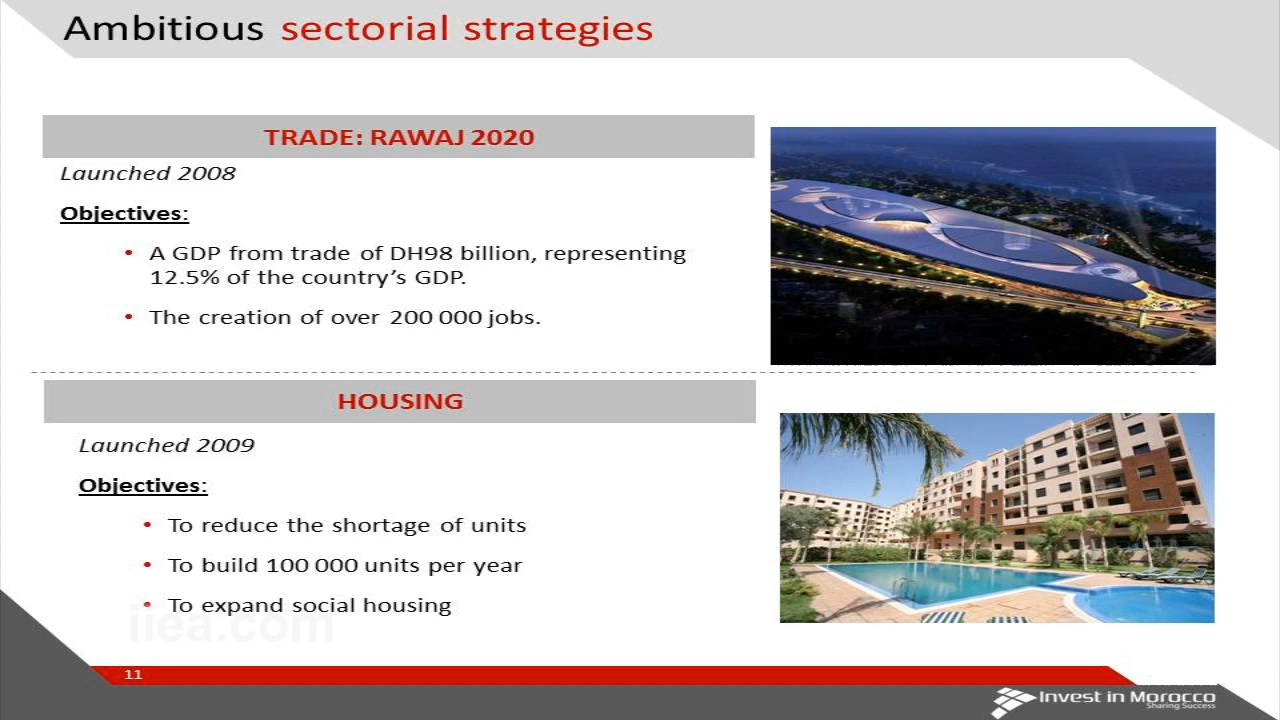 Ambitious sectorial strategies
TRADE: RAWAJ 2020
Launched 2008
Objectives:
• A GDP from trade of DH98 billion, representing
12.5% of the country’s GDP.
• The creation of over 200 000 jobs.
HOUSING
Launched 2009
Objectives:
• To reduce the shortage of units
• To build 100 000 units per year
• To expand social housing
iiea.com
11
Invest in Morocco
Sharing Success